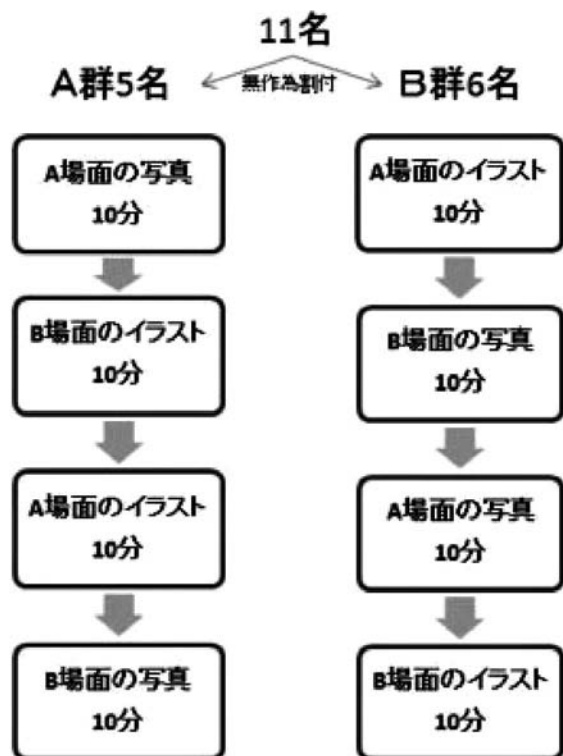 11名
無作為割付
A群5名
A場面の写真
10分
B場面のイラスト
10分
A場面のイラスト
10分
B場面の写真
10分
B群6名
A場面のイラスト
10分
B場面の写真
10分
A場面の写真
10分
B場面のイラスト
10分